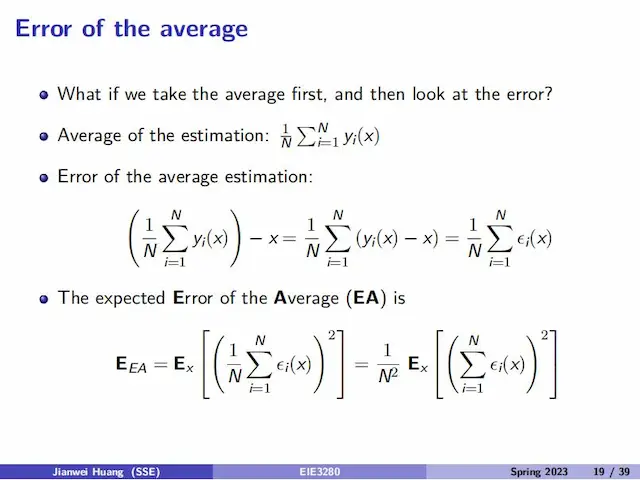 Error of the average
What if we take the average first, and then look at the error?
Average of the estimation: \frac{1}{N} \sum_{i=1}^{N} y_i(x)
Error of the average estimation:
\left( \frac{1}{N} \sum_{i=1}^{N} y_i(x) \right) - x = \frac{1}{N} \sum_{i=1}^{N} (y_i(x) - x) = \frac{1}{N} \sum_{i=1}^{N} \epsilon_i(x)
The expected Error of the Average (EA) is
\mathbf{E}_{EA} = \mathbf{E}_x \left[ \left( \frac{1}{N} \sum_{i=1}^{N} \epsilon_i(x) \right)^2 \right] = \frac{1}{N^2} \mathbf{E}_x \left[ \left( \sum_{i=1}^{N} \epsilon_i(x) \right)^2 \right]
Jianwei Huang (SSE) EIE3280 Spring 2023 19 / 39